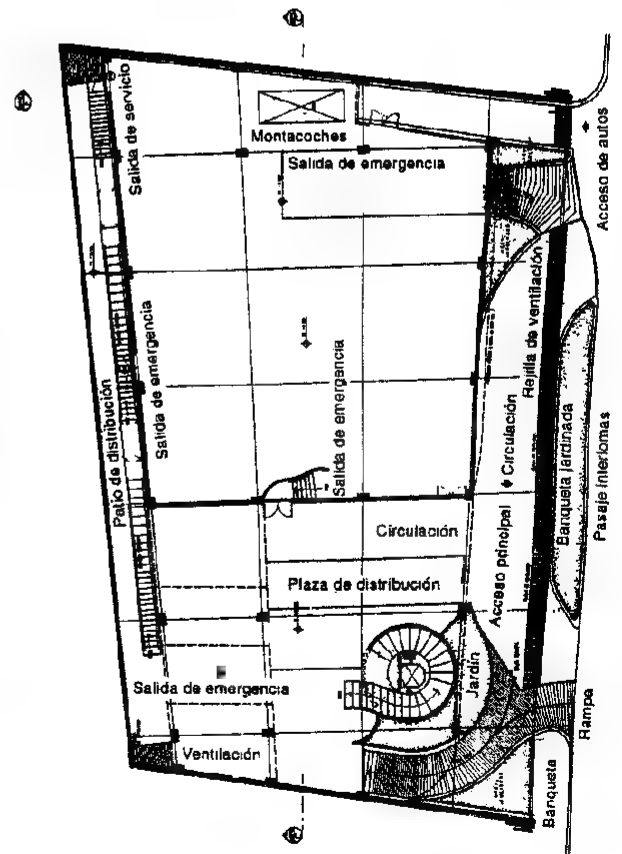 Montacoches
Salida de emergencia
Salida de servicio
Acceso de autos
Salida de emergencia
Patio de distribución
Salida de emergencia
Rejilla de ventilación
Circulación
Banqueta jardinada
Pasaje interlomas
Circulación
Acceso principal
Plaza de distribución
Jardín
Salida de emergencia
Ventilación
Rampa
Banqueta